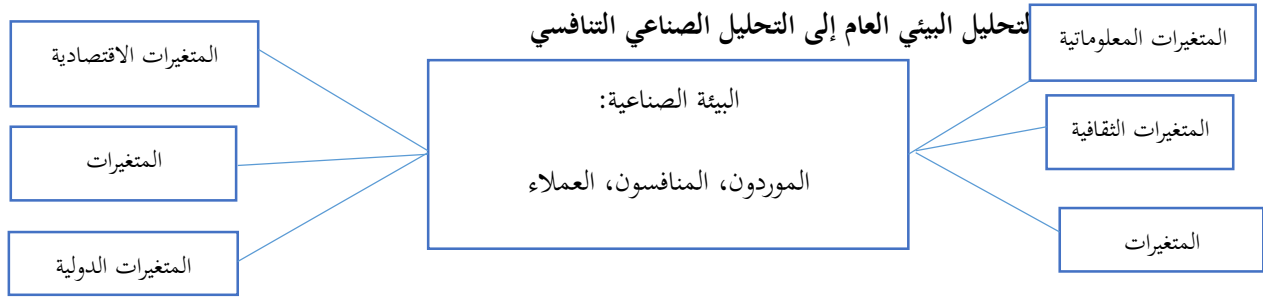 لتحليل البيئي العام إلى التحليل الصناعي التنافسي
المتغيرات المعلوماتية
المتغيرات الثقافية
المتغيرات
البيئة الصناعية:
الموردون، المنافسون، العملاء
المتغيرات الاقتصادية
المتغيرات
المتغيرات الدولية